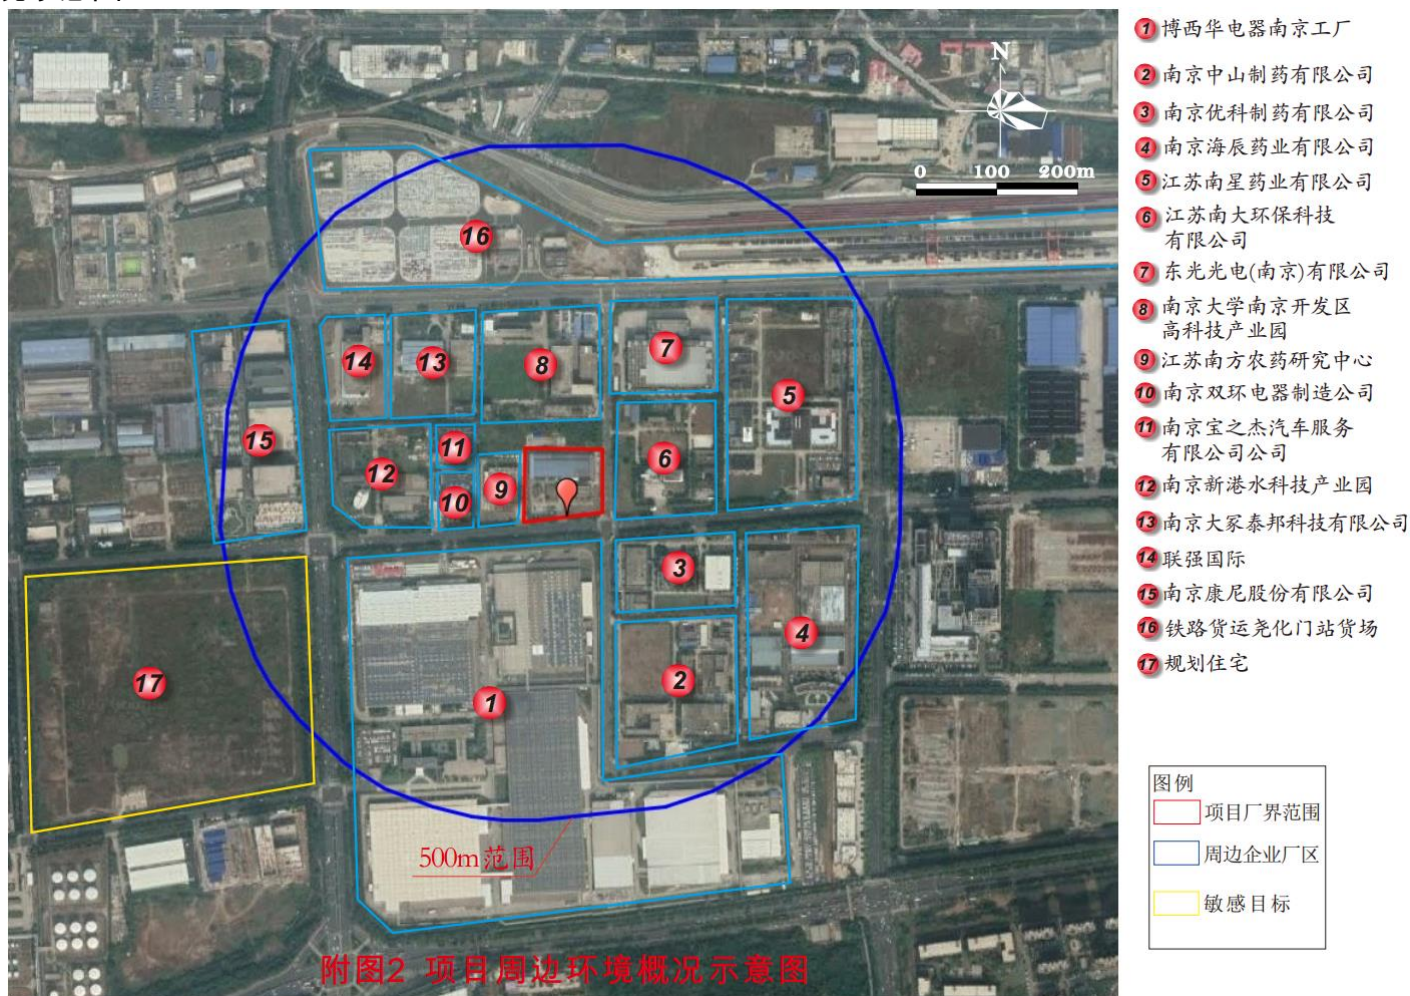 N
0 100 200m
16
14
13
8
7
5
15
12
11
6
10
9
3
4
17
2
1
500m范围
附图2 项目周边环境概况示意图
1 博西华电器南京工厂
2 南京中山制药有限公司
3 南京优科制药有限公司
4 南京海辰药业有限公司
5 江苏南星药业有限公司
6 江苏南大环保科技
有限公司
7 东光光电(南京)有限公司
8 南京大学南京开发区
高科技产业园
9 江苏南方农药研究中心
10 南京双环电器制造公司
11 南京宝之杰汽车服务
有限公司公司
12 南京新港水科技产业园
13 南京大冢泰邦科技有限公司
14 联强国际
15 南京康尼股份有限公司
16 铁路货运尧化门站货场
17 规划住宅
图例
项目厂界范围
周边企业厂区
敏感目标